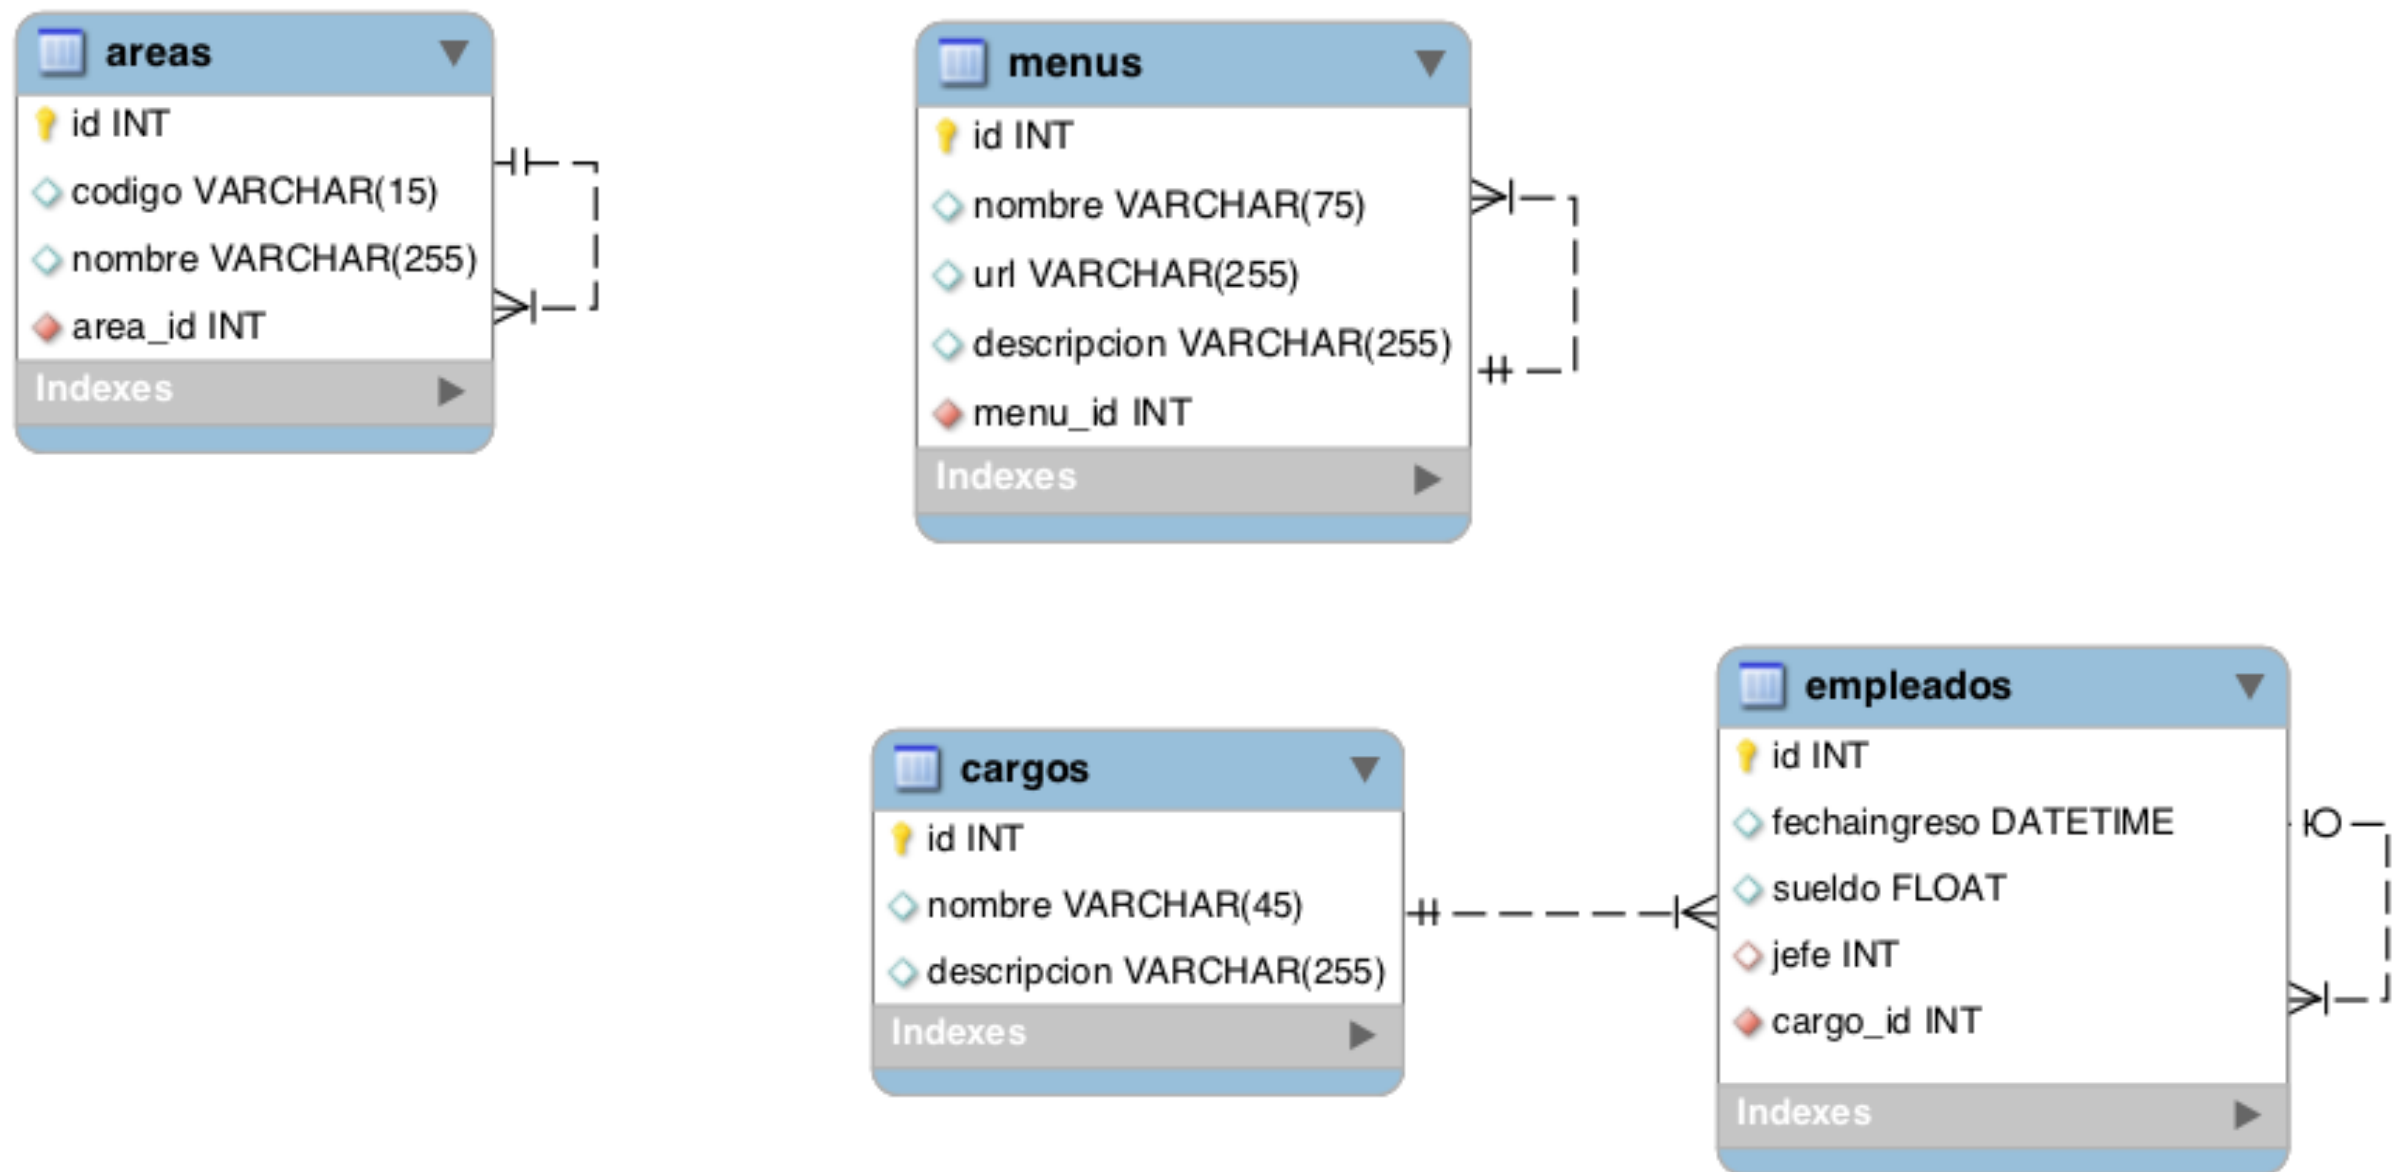 areas
id INT
codigo VARCHAR(15)
nombre VARCHAR(255)
area_id INT
Indexes
menus
id INT
nombre VARCHAR(75)
url VARCHAR(255)
descripcion VARCHAR(255)
menu_id INT
Indexes
cargos
id INT
nombre VARCHAR(45)
descripcion VARCHAR(255)
Indexes
empleados
id INT
fechaingreso DATETIME
sueldo FLOAT
jefe INT
cargo_id INT
Indexes